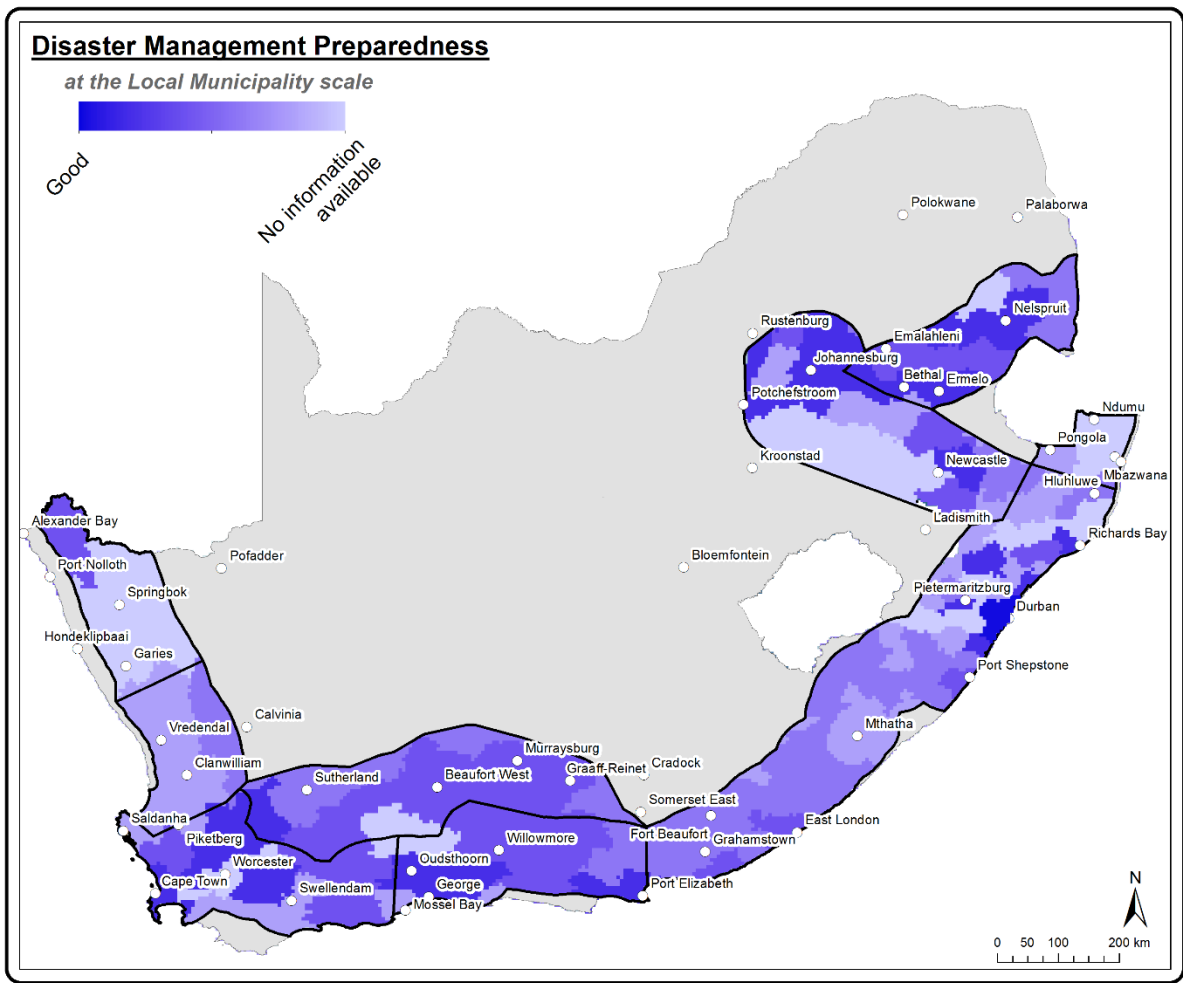 Disaster Management Preparedness
at the Local Municipality scale
Good
No information
available
Polokwane
Palaborwa
Nelspruit
Rustenburg
Emalahleni
Johannesburg
Bethal
Ermelo
Potchefstroom
Ndumu
Pongola
Kroonstad
Newcastle
Mbazwana
Hluhluwe
Ladismith
Richards Bay
Alexander Bay
Pofadder
Bloemfontein
Port Nolloth
Springbok
Pietermaritzburg
Durban
Hondeklipbaai
Garies
Port Shepstone
Calvinia
Mthatha
Vredendal
Murraysburg
Clanwilliam
Sutherland
Beaufort West
Graaff-Reinet
Cradock
Somerset East
Saldanha
East London
Piketberg
Willowmore
Fort Beaufort
Grahamstown
Worcester
Oudsthoorn
Cape Town
Swellendam
George
Port Elizabeth
Mossel Bay
N
0 50 100 200 km